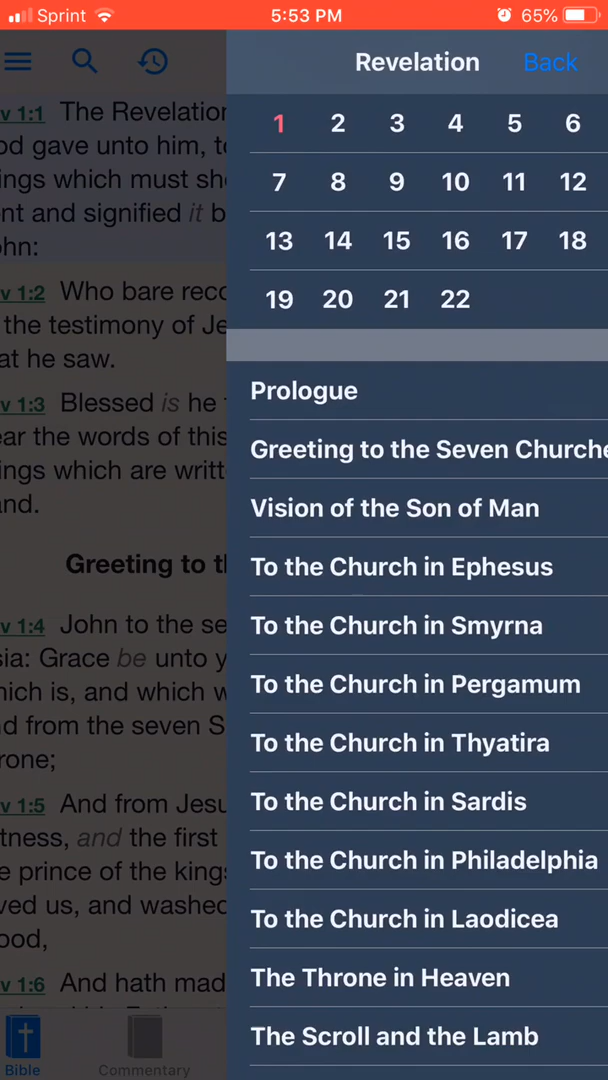 Sprint 5:53 PM 65%
Revelation Back
1 2 3 4 5 6
7 8 9 10 11 12
13 14 15 16 17 18
19 20 21 22
Prologue
Greeting to the Seven Churche
Vision of the Son of Man
To the Church in Ephesus
To the Church in Smyrna
To the Church in Pergamum
To the Church in Thyatira
To the Church in Sardis
To the Church in Philadelphia
To the Church in Laodicea
The Throne in Heaven
The Scroll and the Lamb
v 1:1 The Revelation
od gave unto him, to
ings which must sh
nt and signified it b
ohn:
v 1:2 Who bare reco
the testimony of Je
at he saw.
v 1:3 Blessed is he
ear the words of this
ings which are writt
and.
Greeting to t
v 1:4 John to the se
sia: Grace be unto y
hich is, and which w
nd from the seven S
rone;
v 1:5 And from Jesu
tness, and the first
e prince of the king
ved us, and washed
ood,
v 1:6 And hath mad
Bible Commentary